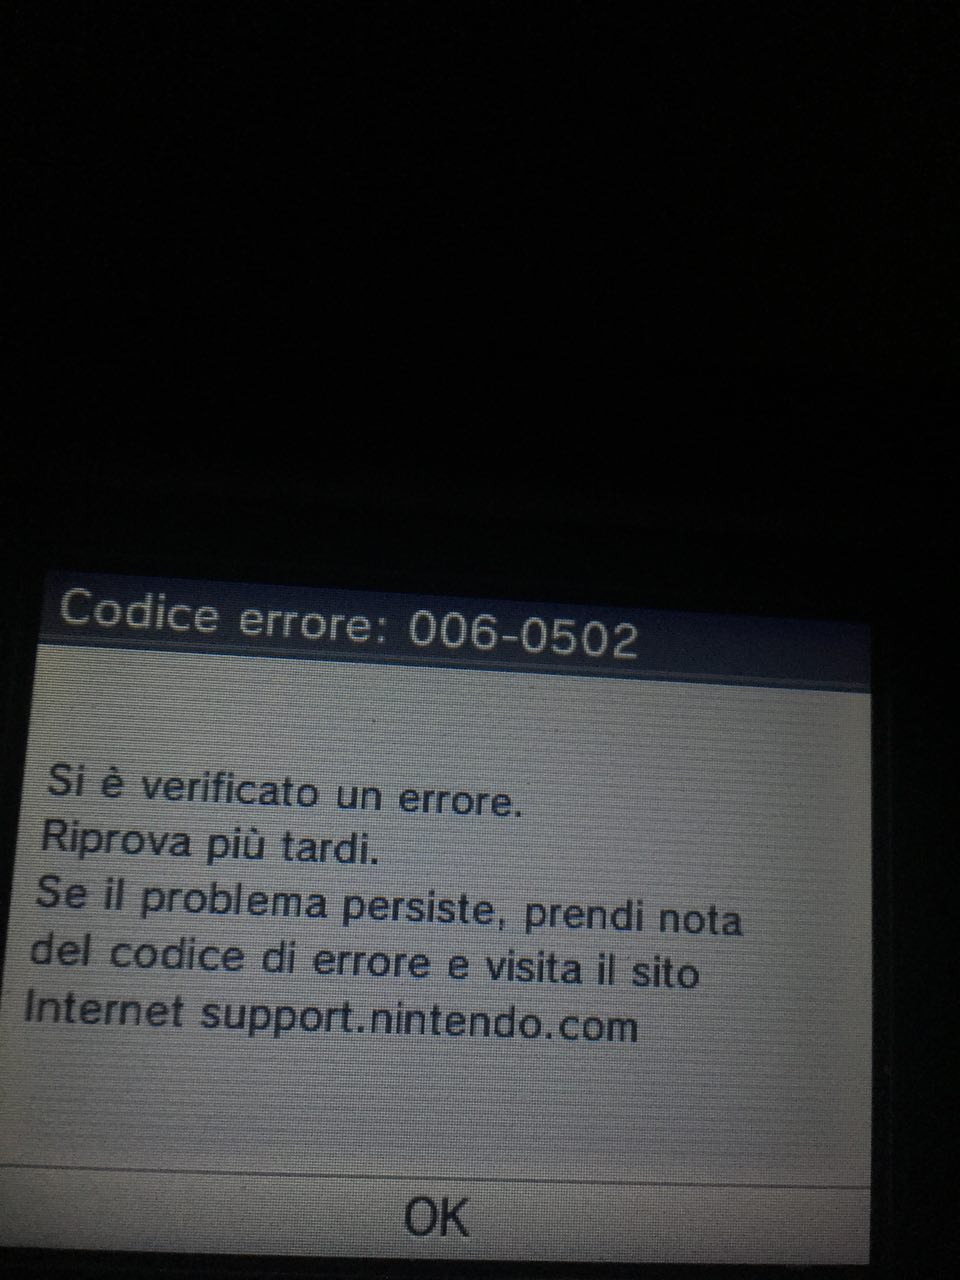 Codice errore: 006-0502
Si è verificato un errore.
Riprova più tardi.
Se il problema persiste, prendi nota
del codice di errore e visita il sito
Internet support.nintendo.com
OK